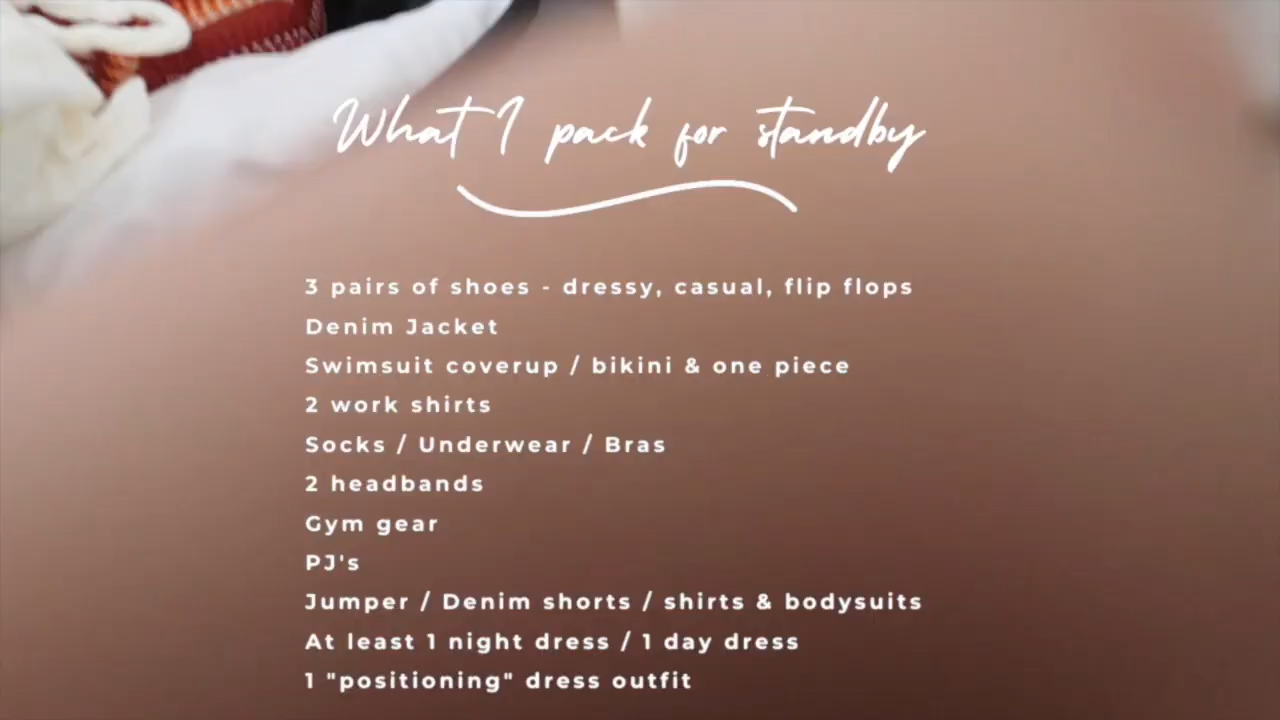 What I pack for standby
3 pairs of shoes - dressy, casual, flip flops
Denim Jacket
Swimsuit coverup / bikini & one piece
2 work shirts
Socks / Underwear / Bras
2 headbands
Gym gear
PJ's
Jumper / Denim shorts / shirts & bodysuits
At least 1 night dress / 1 day dress
1 "positioning" dress outfit